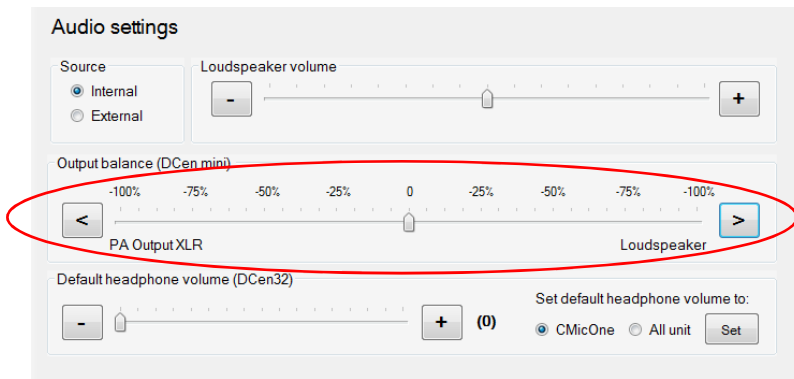 Audio settings
Source
Loudspeaker volume
Internal
External
-
+
Output balance (DCen mini)
-100% -75% -50% -25% 0 -25% -50% -75% -100%
< >
PA Output XLR Loudspeaker
Default headphone volume (DCen32)
Set default headphone volume to:
- + (0) CMicOne All unit Set